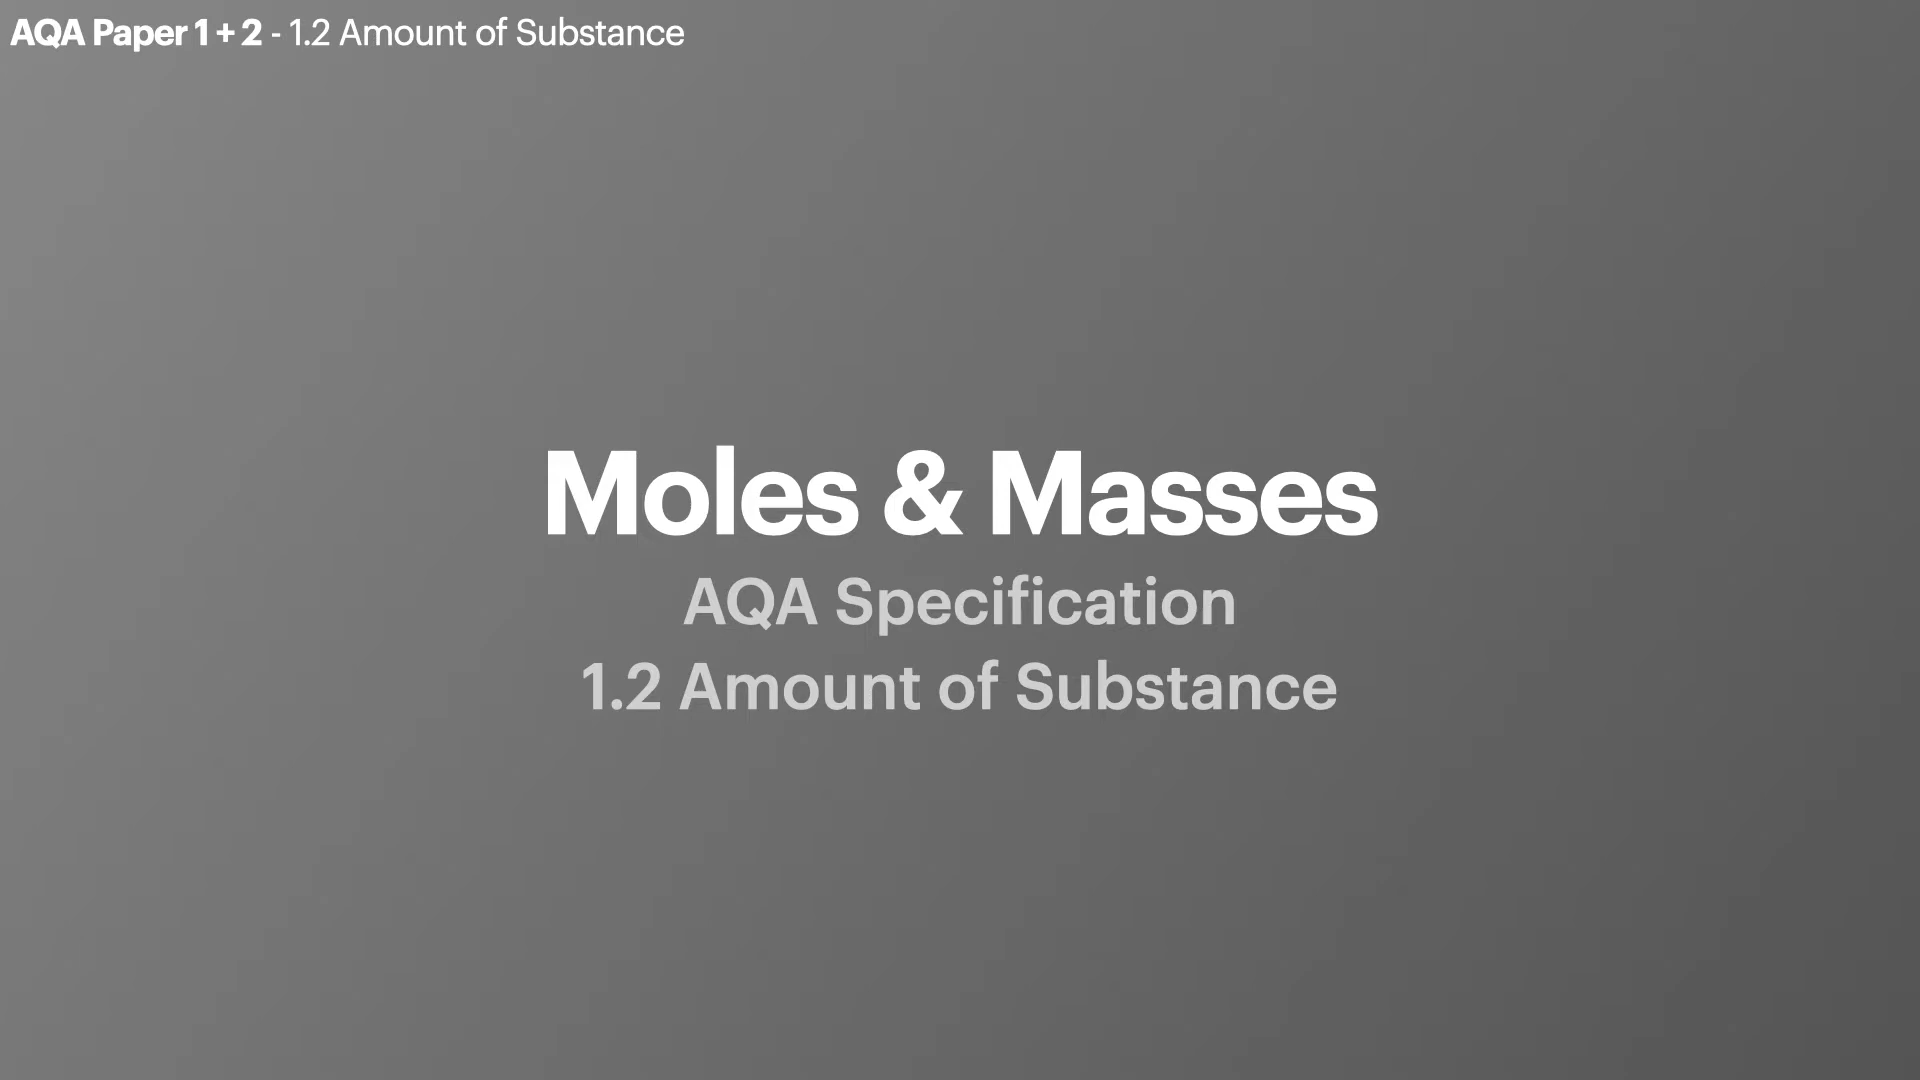 AQA Paper 1 + 2 - 1.2 Amount of Substance
Moles & Masses
AQA Specification
1.2 Amount of Substance